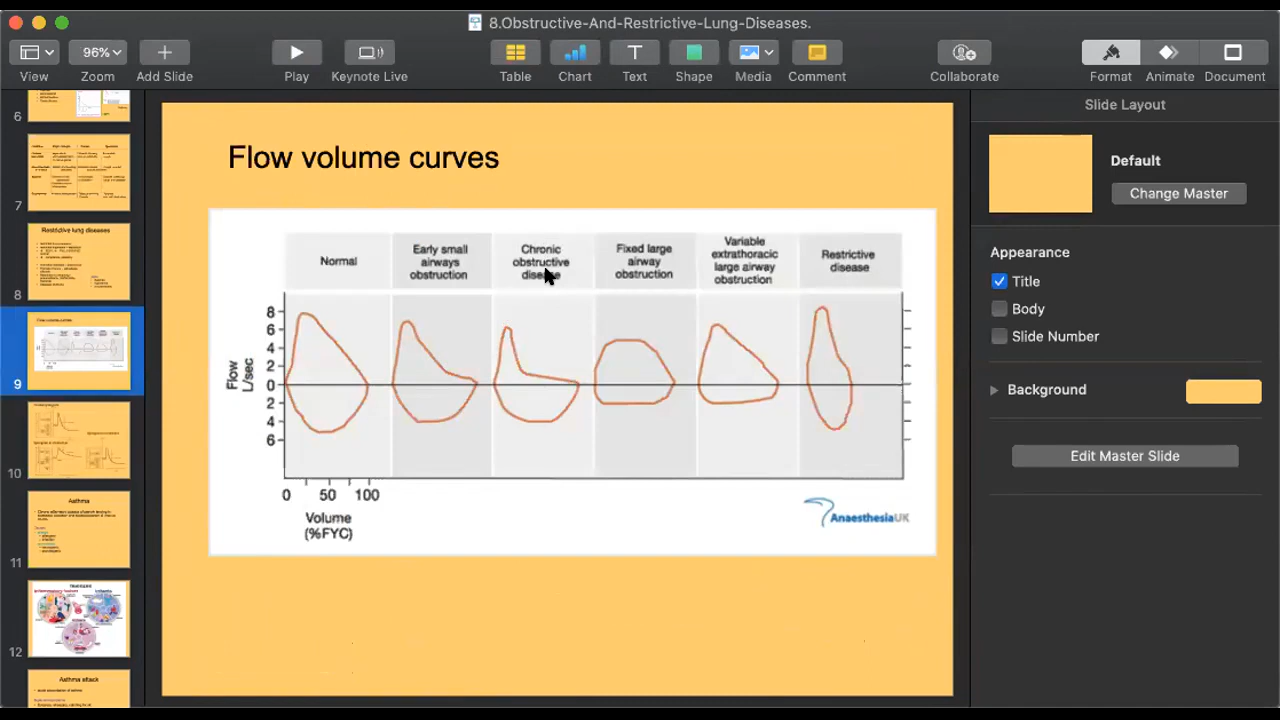 8.Obstructive-And-Restrictive-Lung-Diseases.
96%
View
Zoom
Add Slide
Play
Keynote Live
Table
Chart
Text
Shape
Media
Comment
Collaborate
Format
Animate
Document
6
7
Restrictive lung diseases
8
Flow volume curves
9
10
Asthma
11
12
Asthma attack
Flow volume curves
Normal
Early small
airways
obstruction
Chronic
obstructive
disease
Fixed large
airway
obstruction
Variable
extrathoracic
large airway
obstruction
Restrictive
disease
Flow
L/sec
8
6
4
2
0
2
4
6
0 50 100
Volume
(%FYC)
AnaesthesiaUK
Slide Layout
Default
Change Master
Appearance
Title
Body
Slide Number
Background
Edit Master Slide